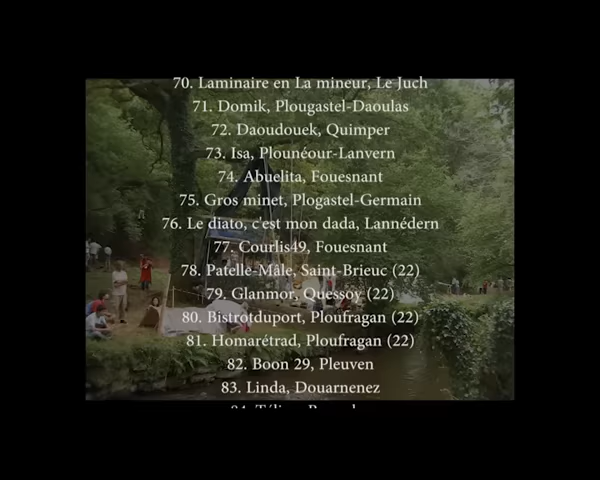 70. Laminaire en La mineur, Le Juch
71. Domik, Plougastel-Daoulas
72. Daoudouek, Quimper
73. Isa, Plounéour-Lanvern
74. Abuelita, Fouesnant
75. Gros minet, Plogastel-Germain
76. Le diato, c'est mon dada, Lannédern
77. Courlis49, Fouesnant
78. Patelle-Mâle, Saint-Brieuc (22)
79. Glanmor, Quessoy (22)
80. Bistrotduport, Ploufragan (22)
81. Homarétrad, Ploufragan (22)
82. Boon 29, Pleuven
83. Linda, Douarnenez
84.